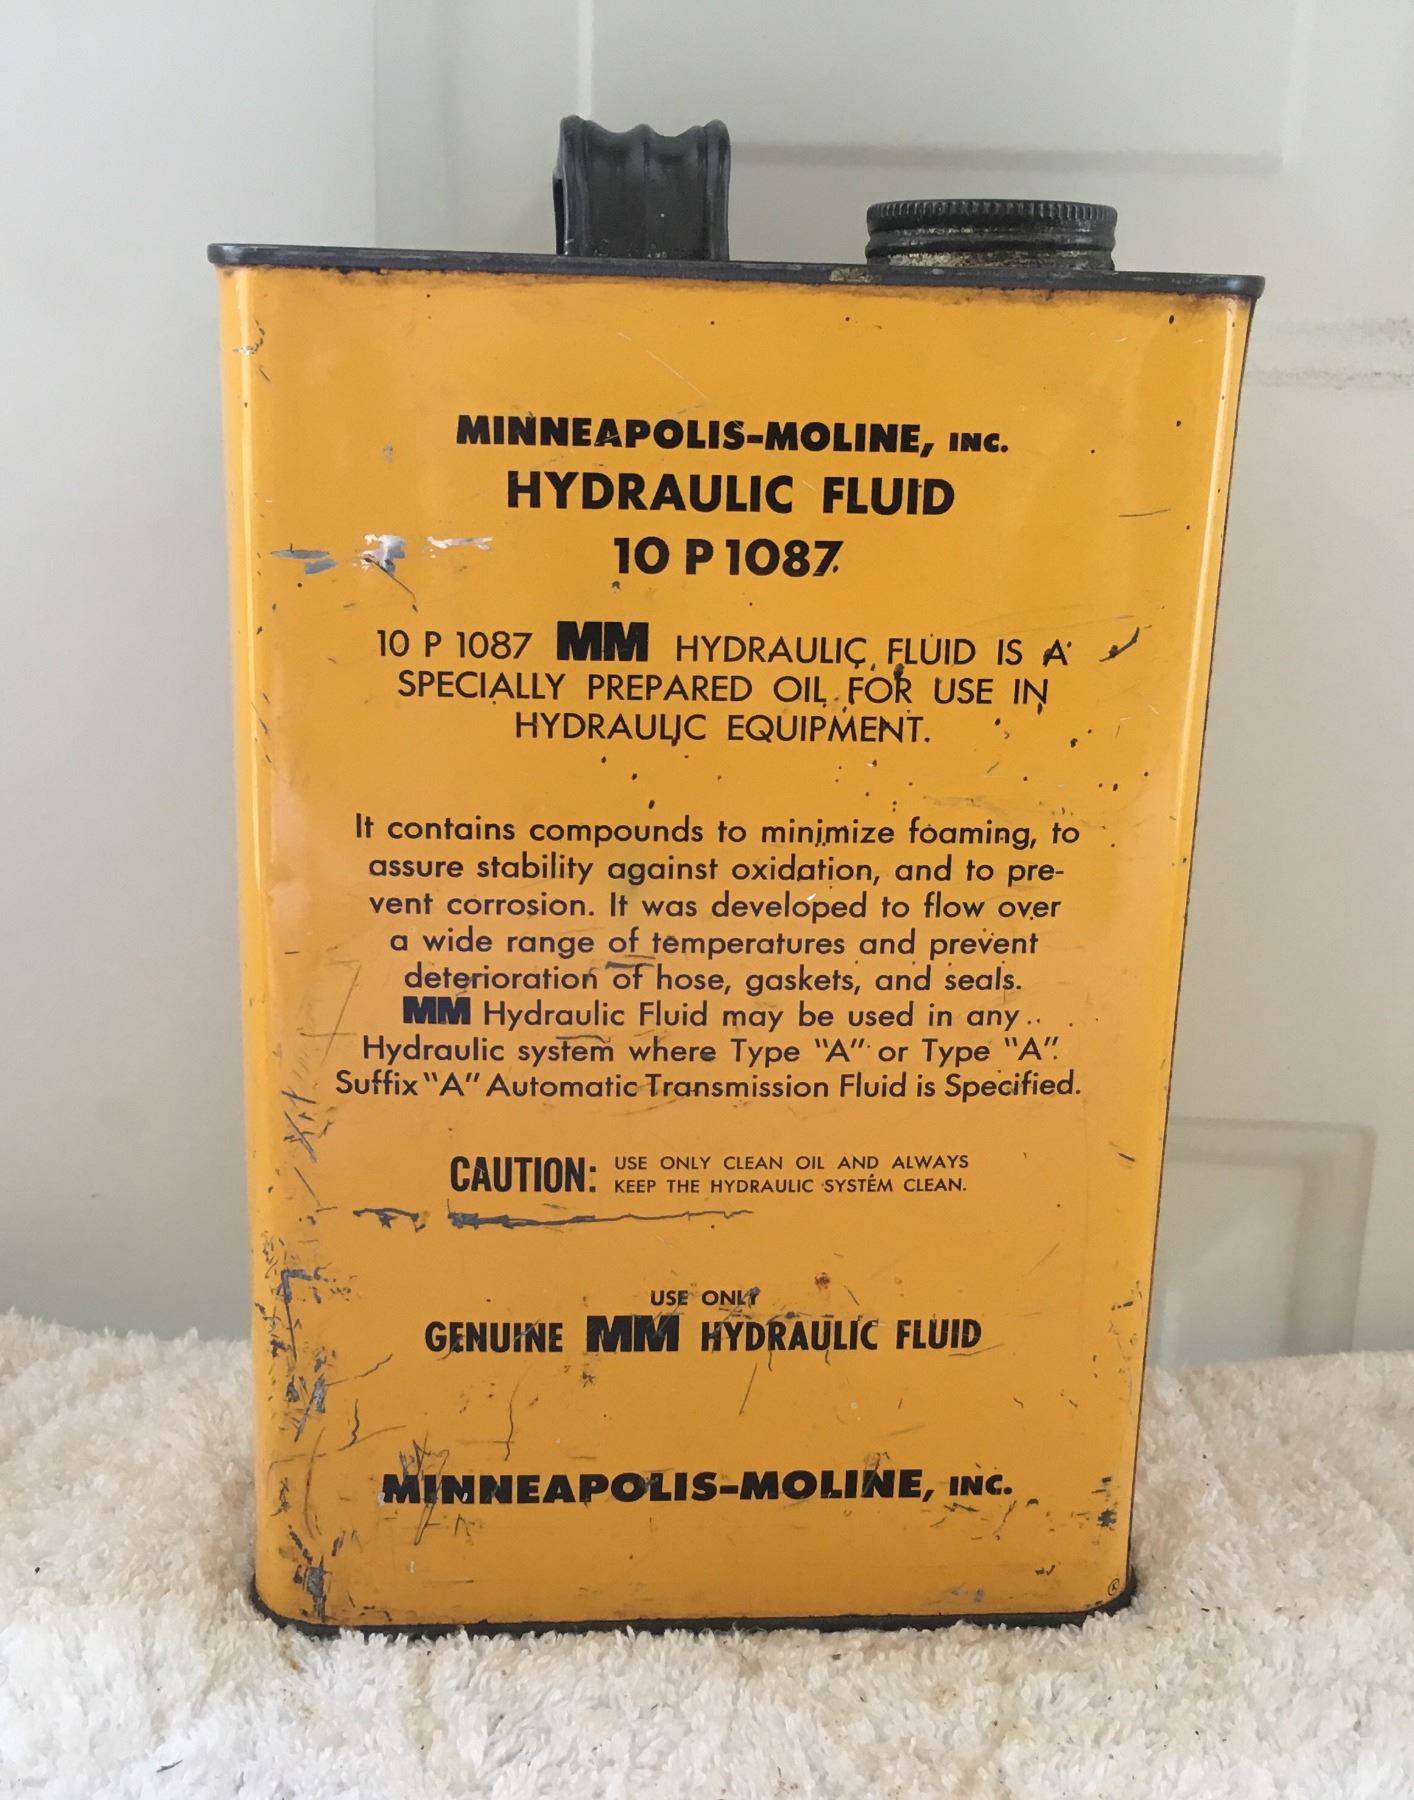 MINNEAPOLIS-MOLINE, INC.
HYDRAULIC FLUID
10 P 1087
10 P 1087 MM HYDRAULIC FLUID IS A
SPECIALLY PREPARED OIL FOR USE IN
HYDRAULIC EQUIPMENT.
It contains compounds to minimize foaming, to
assure stability against oxidation, and to pre-
vent corrosion. It was developed to flow over
a wide range of temperatures and prevent
deterioration of hose, gaskets, and seals.
MM Hydraulic Fluid may be used in any
Hydraulic system where Type "A" or Type "A"
Suffix "A" Automatic Transmission Fluid is Specified.
CAUTION: USE ONLY CLEAN OIL AND ALWAYS
KEEP THE HYDRAULIC SYSTEM CLEAN.
USE ONLY
GENUINE MM HYDRAULIC FLUID
MINNEAPOLIS-MOLINE, INC.